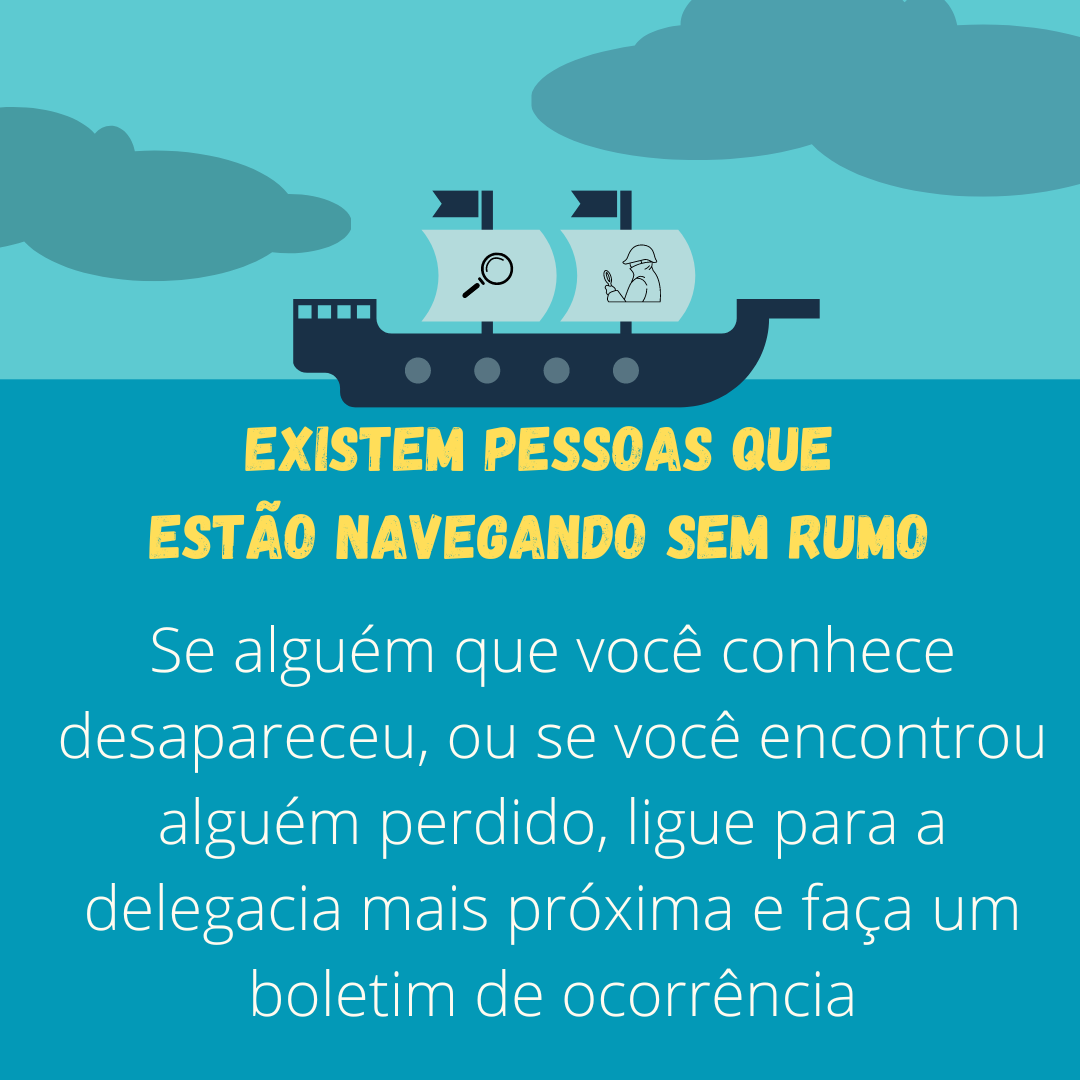 EXISTEM PESSOAS QUE
ESTÃO NAVEGANDO SEM RUMO
Se alguém que você conhece
desapareceu, ou se você encontrou
alguém perdido, ligue para a
delegacia mais próxima e faça um
boletim de ocorrência